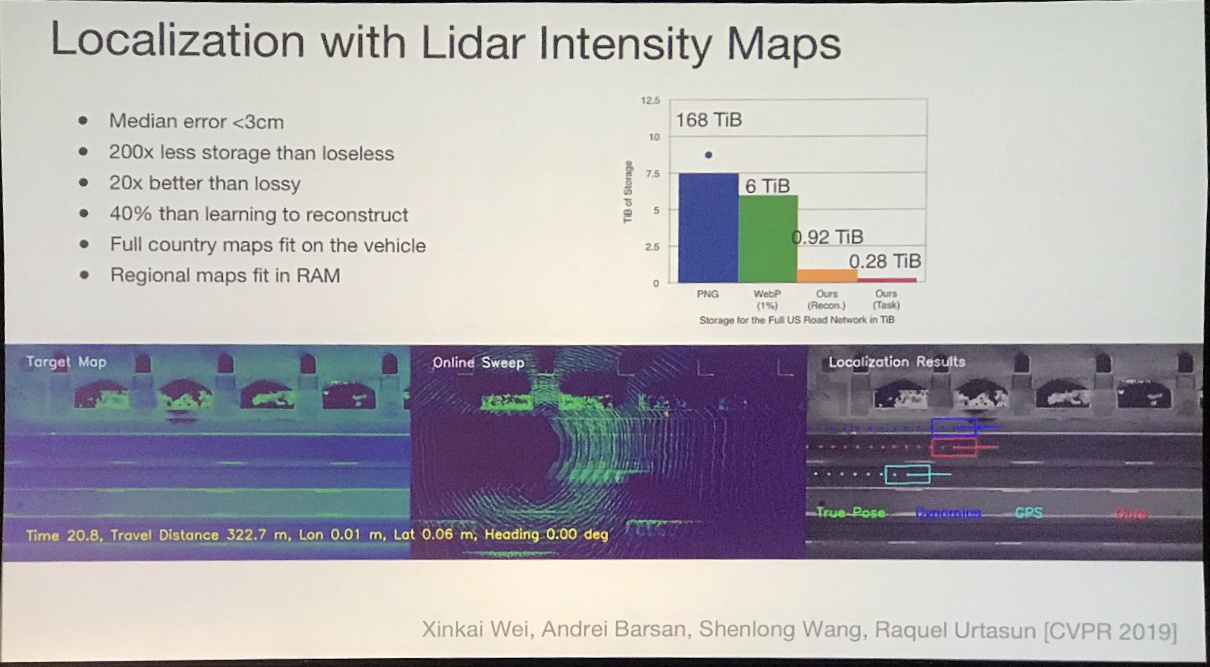 Localization with Lidar Intensity Maps
• Median error <3cm
• 200x less storage than loseless
• 20x better than lossy
• 40% than learning to reconstruct
• Full country maps fit on the vehicle
• Regional maps fit in RAM
12.5
10
7.5
5
2.5
0
TiB of Storage
168 TiB
6 TiB
0.92 TiB
0.28 TiB
PNG
WebP (1%)
Ours (Recon.)
Ours (Task)
Storage for the Full US Road Network in TiB
Target Map
Online Sweep
Localization Results
True Pose Dynamics GPS Ours
Time 20.8, Travel Distance 322.7 m, Lon 0.01 m, Lat 0.06 m, Heading 0.00 deg
Xinkai Wei, Andrei Barsan, Shenlong Wang, Raquel Urtasun [CVPR 2019]